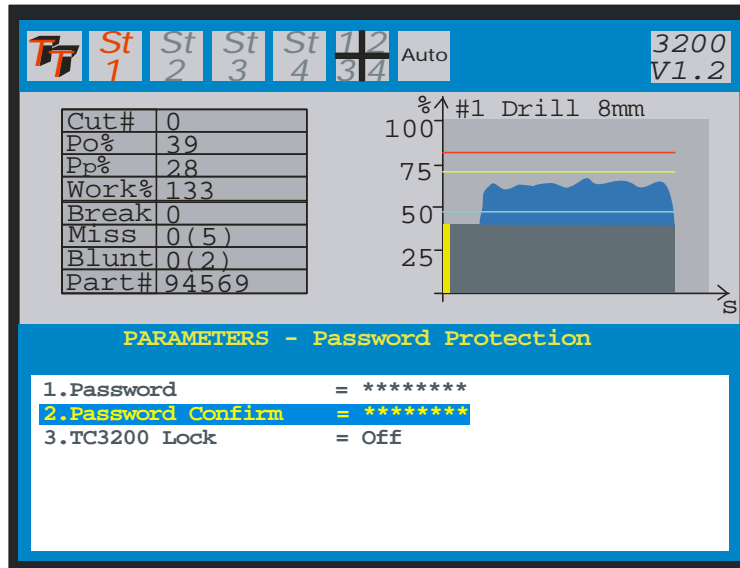 TT St 1 St 2 St 3 St 4 1 2 3 4 Auto 3200 V1.2
Cut# 0
Po% 39
Pp% 28
Work% 133
Break 0
Miss 0(5)
Blunt 0(2)
Part# 94569
% #1 Drill 8mm
100
75
50
25
s
PARAMETERS - Password Protection
1.Password = ********
2.Password Confirm = ********
3.TC3200 Lock = Off